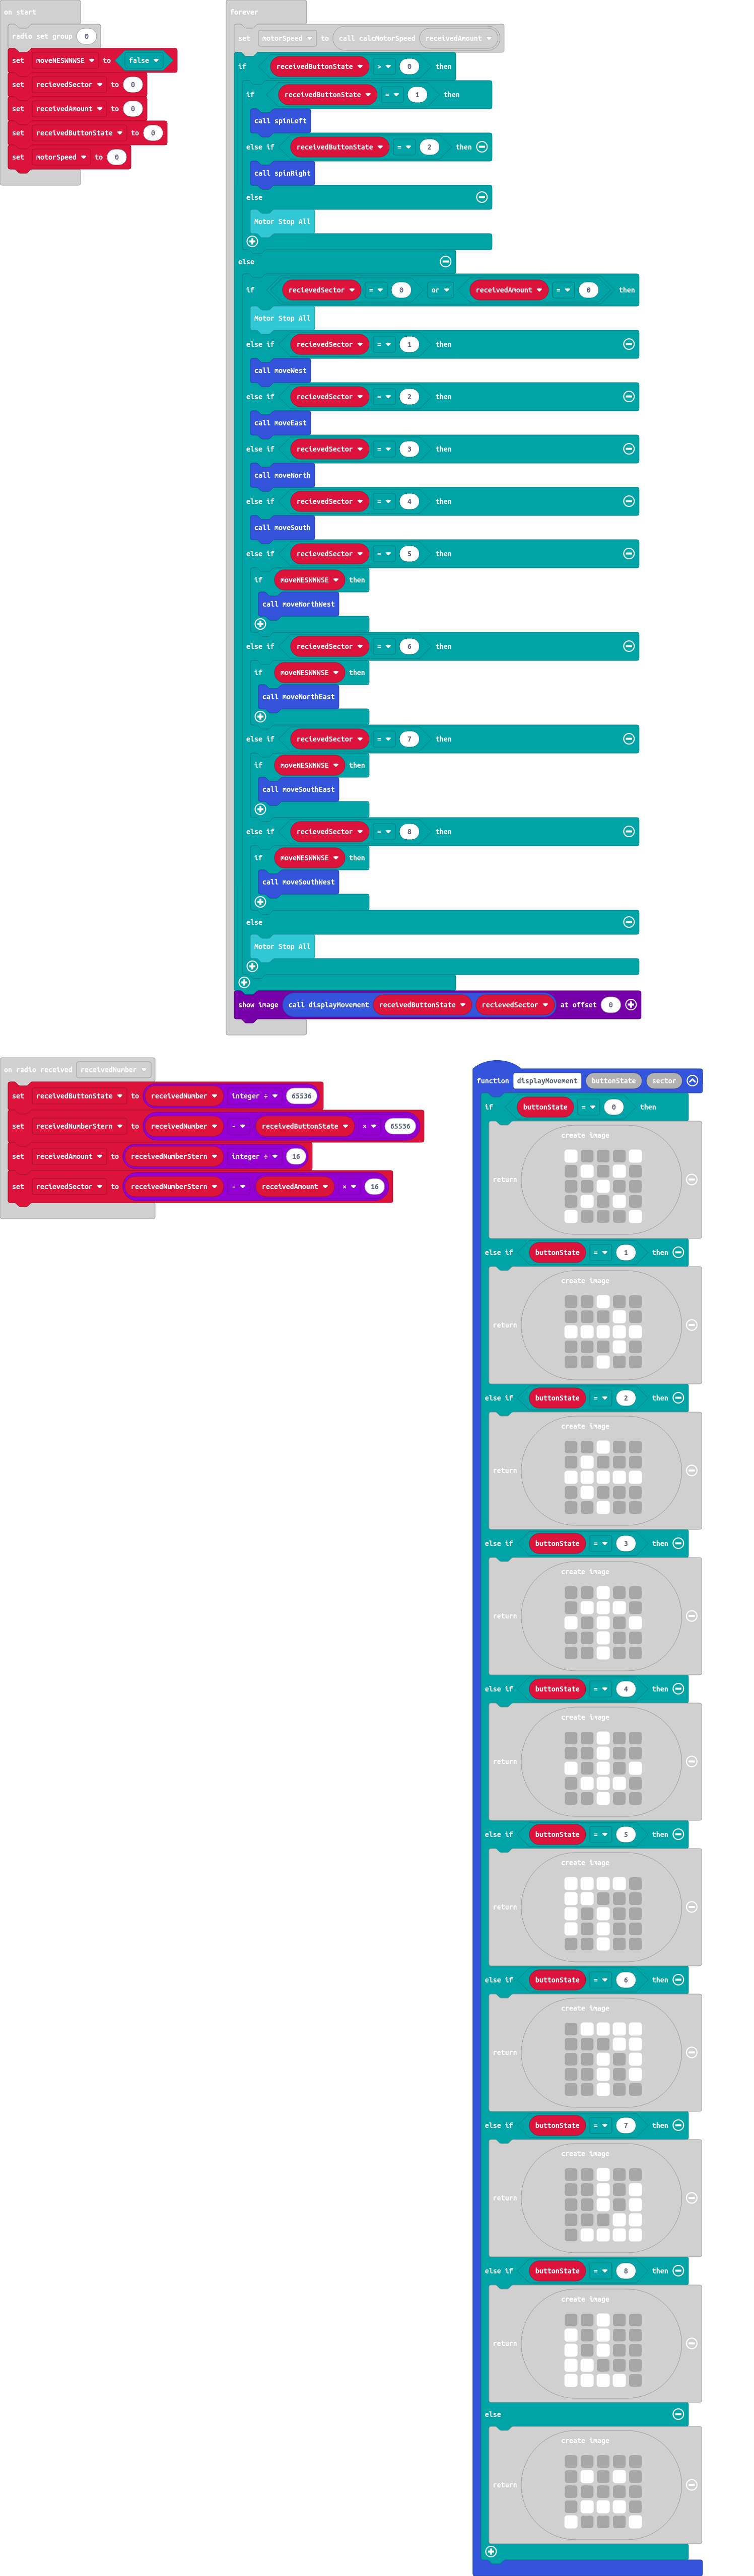 on start
radio set group 0
set moveNESWNWSE to false
set recievedSector to 0
set receivedAmount to 0
set receivedButtonState to 0
set motorSpeed to 0
forever
set motorSpeed to call calcMotorSpeed receivedAmount
if receivedButtonState > 0 then
if receivedButtonState = 1 then
call spinLeft
else if receivedButtonState = 2 then
call spinRight
else
Motor Stop All
else
if recievedSector = 0 or receivedAmount = 0 then
Motor Stop All
else if recievedSector = 1 then
call moveWest
else if recievedSector = 2 then
call moveEast
else if recievedSector = 3 then
call moveNorth
else if recievedSector = 4 then
call moveSouth
else if recievedSector = 5 then
if moveNESWNWSE then
call moveNorthWest
else if recievedSector = 6 then
if moveNESWNWSE then
call moveNorthEast
else if recievedSector = 7 then
if moveNESWNWSE then
call moveSouthEast
else if recievedSector = 8 then
if moveNESWNWSE then
call moveSouthWest
else
Motor Stop All
show image call displayMovement receivedButtonState recievedSector at offset 0
on radio received receivedNumber
set receivedButtonState to receivedNumber integer ÷ 65536
set receivedNumberStern to receivedNumber - receivedButtonState × 65536
set receivedAmount to receivedNumberStern integer ÷ 16
set recievedSector to receivedNumberStern - receivedAmount × 16
function displayMovement buttonState sector
if buttonState = 0 then
create image
return
else if buttonState = 1 then
create image
return
else if buttonState = 2 then
create image
return
else if buttonState = 3 then
create image
return
else if buttonState = 4 then
create image
return
else if buttonState = 5 then
create image
return
else if buttonState = 6 then
create image
return
else if buttonState = 7 then
create image
return
else if buttonState = 8 then
create image
return
else
create image
return